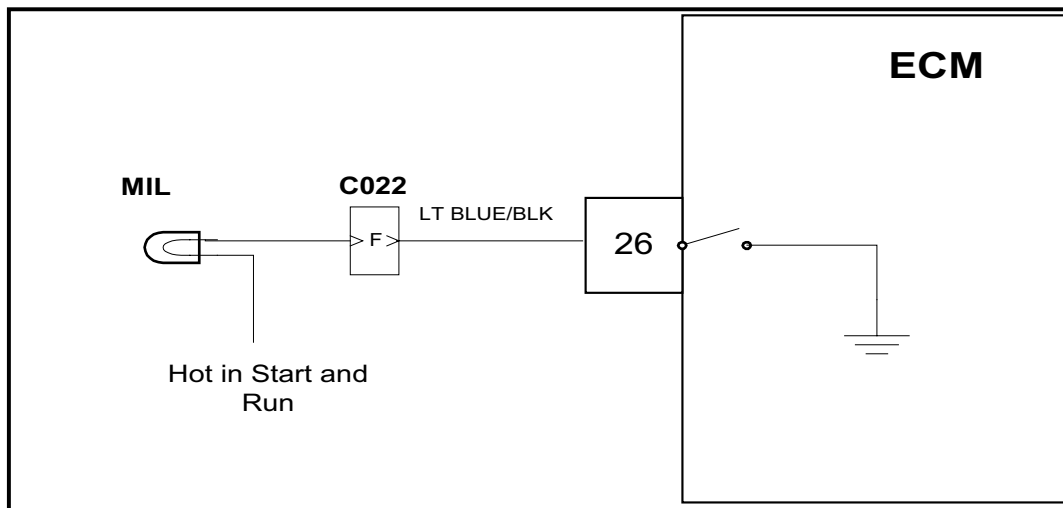 ECM
MIL
C022
LT BLUE/BLK
F
26
Hot in Start and
Run